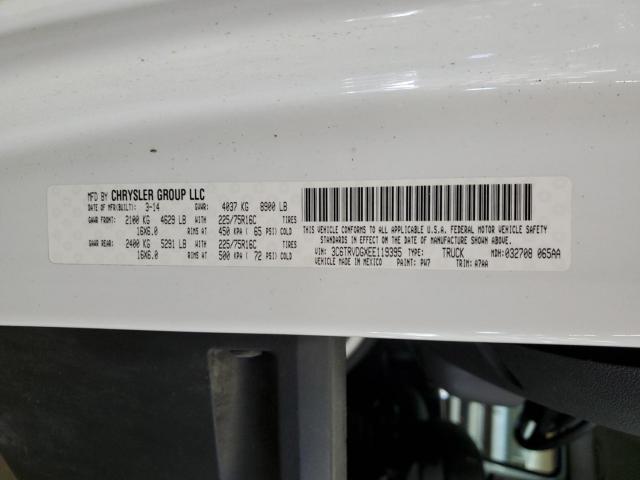 MFD BY CHRYSLER GROUP LLC
DATE OF MFR(BUILT): 3-14 GVWR: 4037 KG 8900 LB
GAWR FRONT: 2100 KG 4629 LB WITH 225/75R16C TIRES
16X6.0 RIMS AT 450 KPA ( 65 PSI) COLD
GAWR REAR: 2400 KG 5291 LB WITH 225/75R16C TIRES
16X6.0 RIMS AT 500 KPA ( 72 PSI) COLD
THIS VEHICLE CONFORMS TO ALL APPLICABLE U.S.A. FEDERAL MOTOR VEHICLE SAFETY
STANDARDS IN EFFECT ON THE DATE OF MANUFACTURE SHOWN ABOVE.
VIN: 3C6TRVDGXEE119395 TYPE: TRUCK MDH:032708 065AA
VEHICLE MADE IN MEXICO PAINT: PW7 TRIM: A7AA